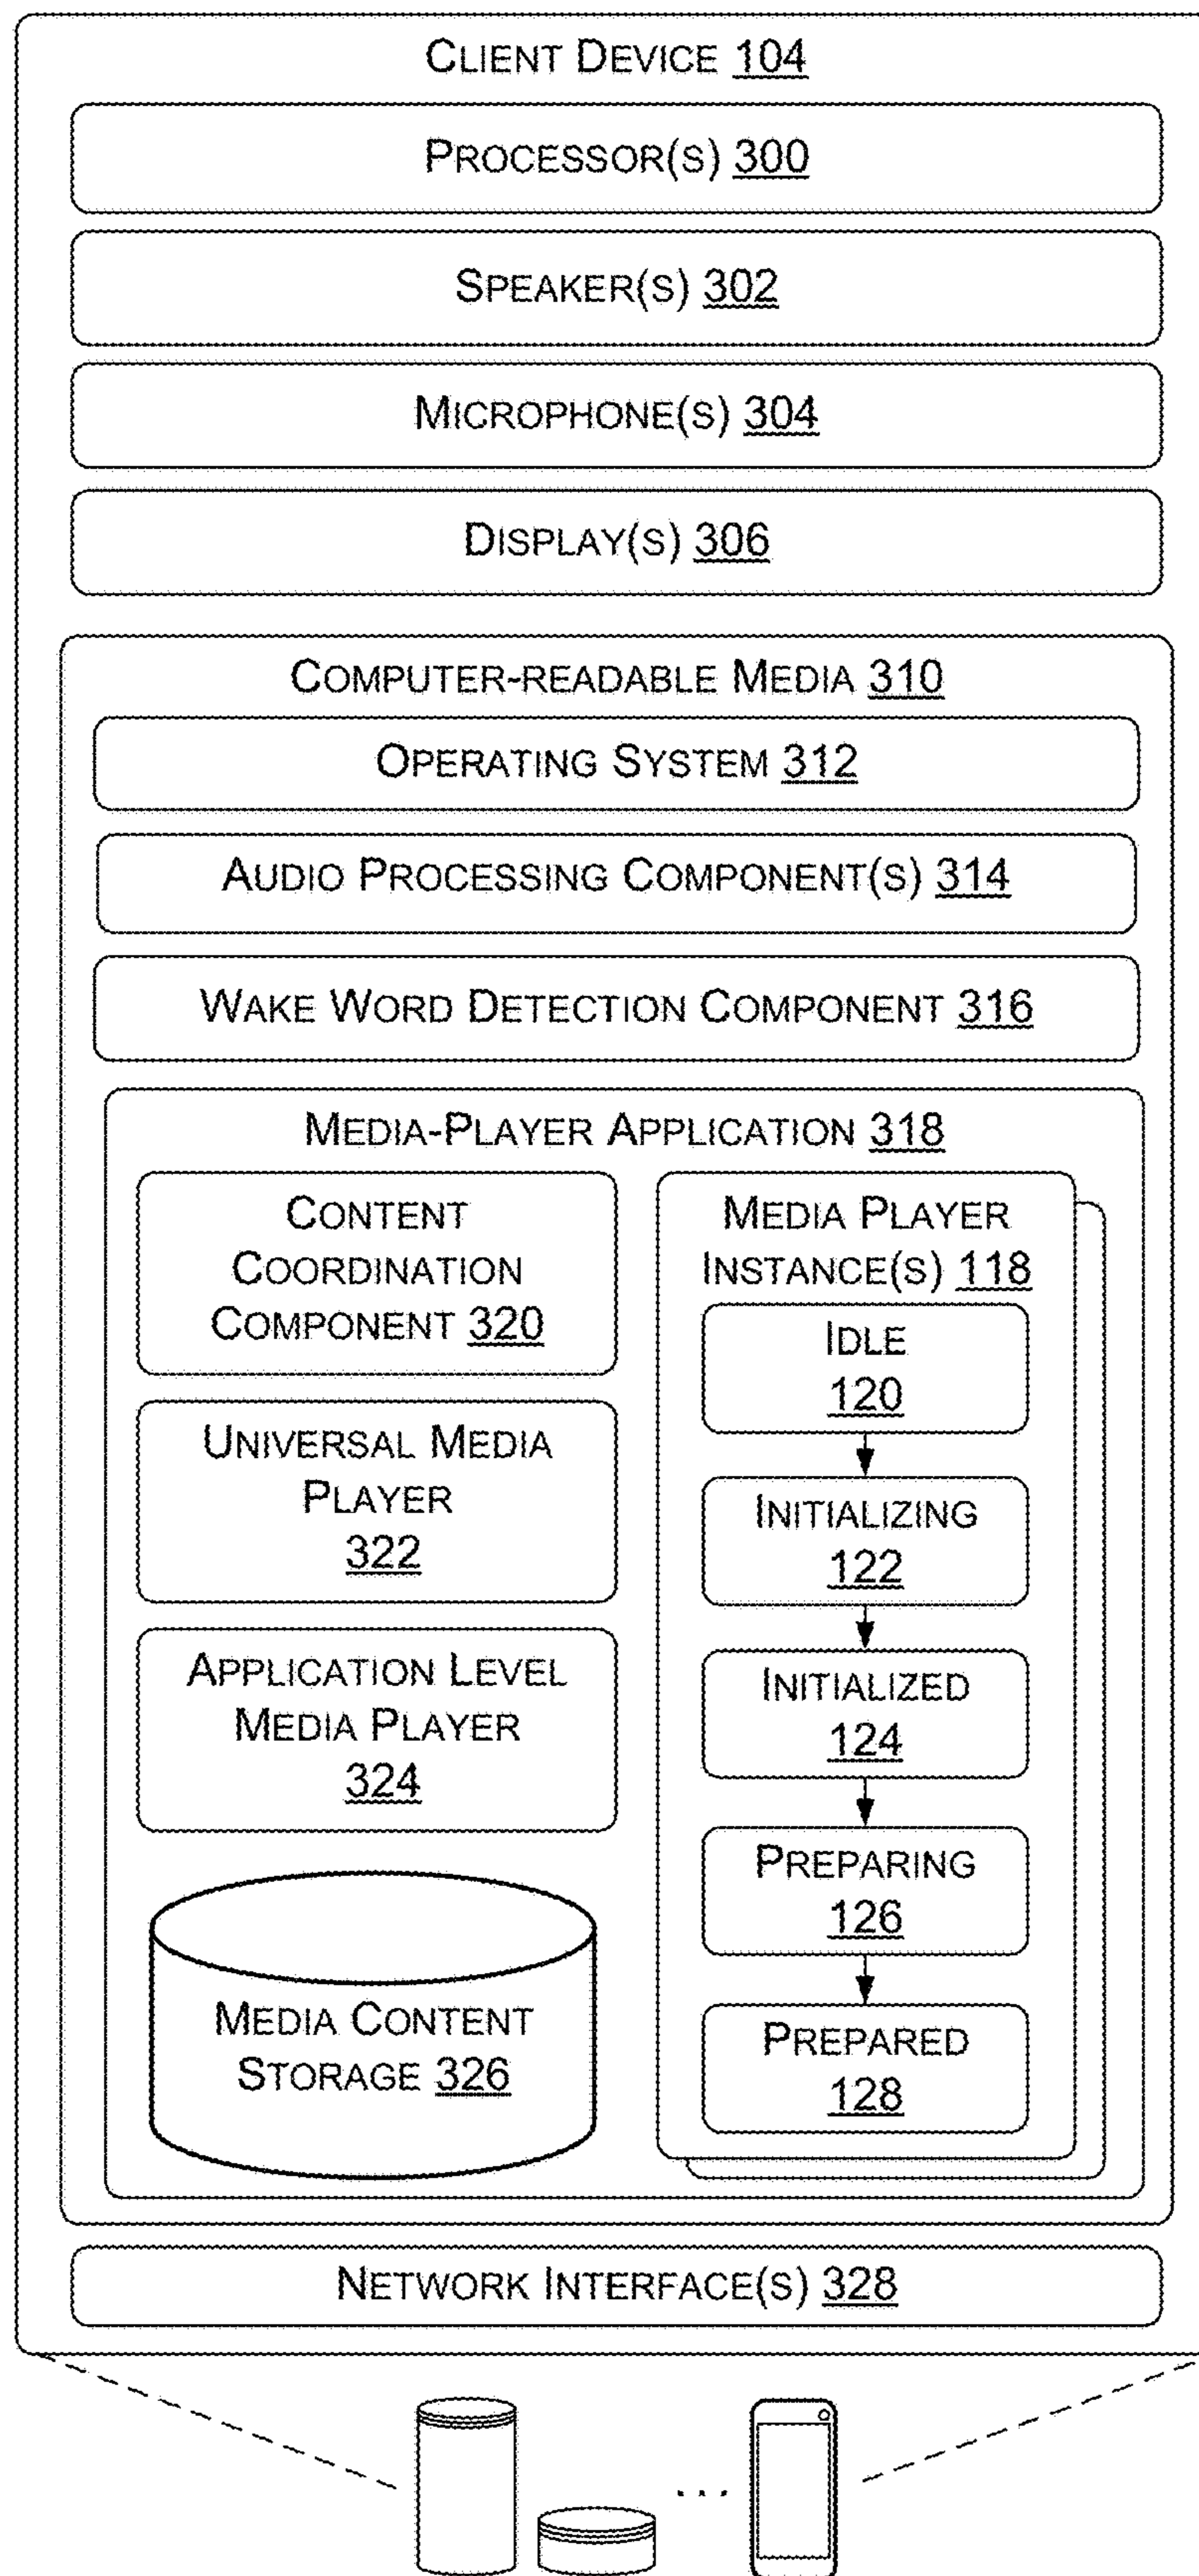 CLIENT DEVICE 104
PROCESSOR(S) 300
SPEAKER(S) 302
MICROPHONE(S) 304
DISPLAY(S) 306
COMPUTER-READABLE MEDIA 310
OPERATING SYSTEM 312
AUDIO PROCESSING COMPONENT(S) 314
WAKE WORD DETECTION COMPONENT 316
MEDIA-PLAYER APPLICATION 318
CONTENT
COORDINATION
COMPONENT 320
UNIVERSAL MEDIA
PLAYER
322
APPLICATION LEVEL
MEDIA PLAYER
324
MEDIA CONTENT
STORAGE 326
MEDIA PLAYER
INSTANCE(S) 118
IDLE
120
INITIALIZING
122
INITIALIZED
124
PREPARING
126
PREPARED
128
NETWORK INTERFACE(S) 328
...